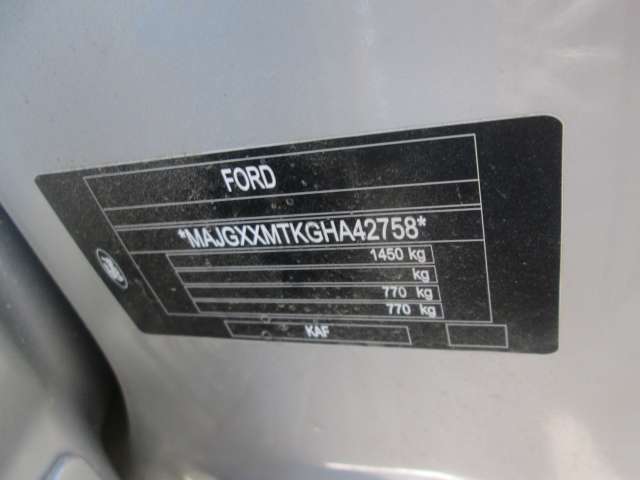 FORD
*MAJGXXMTKGHA42758*
1450 kg
kg
770 kg
770 kg
KAF